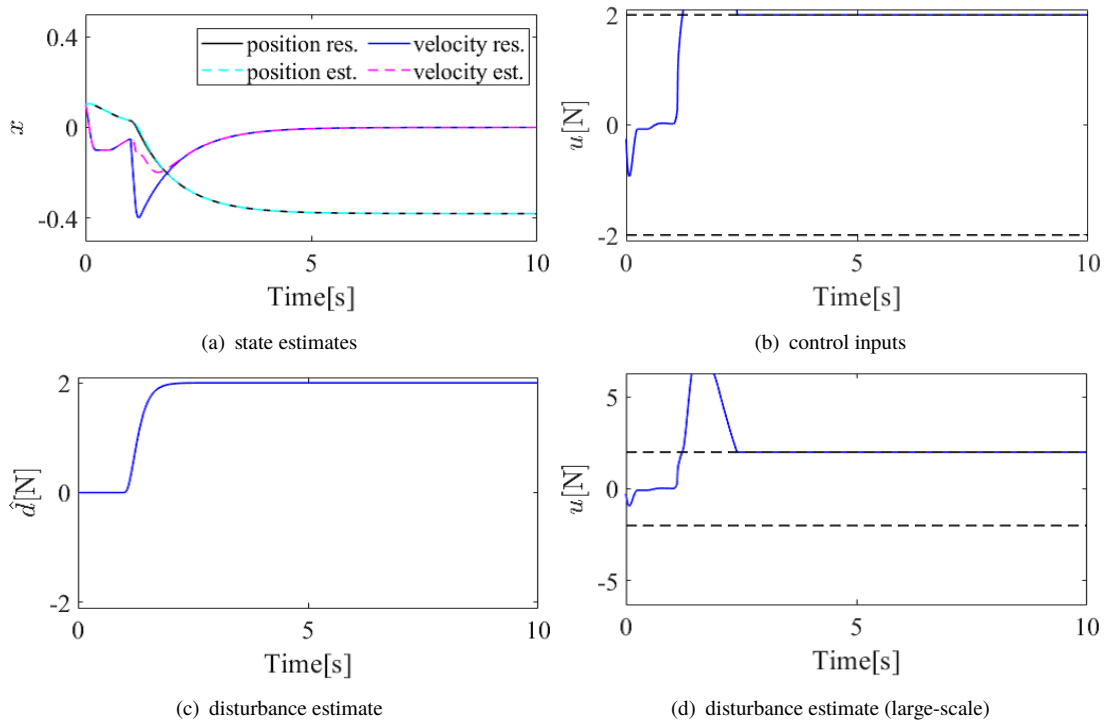 0.4
0
-0.4
x
position res.
velocity res.
position est.
velocity est.
0
5
10
Time[s]
(a) state estimates
2
0
-2
u[N]
0
5
10
Time[s]
(b) control inputs
2
0
-2
d̂[N]
0
5
10
Time[s]
(c) disturbance estimate
5
0
-5
u[N]
0
5
10
Time[s]
(d) disturbance estimate (large-scale)